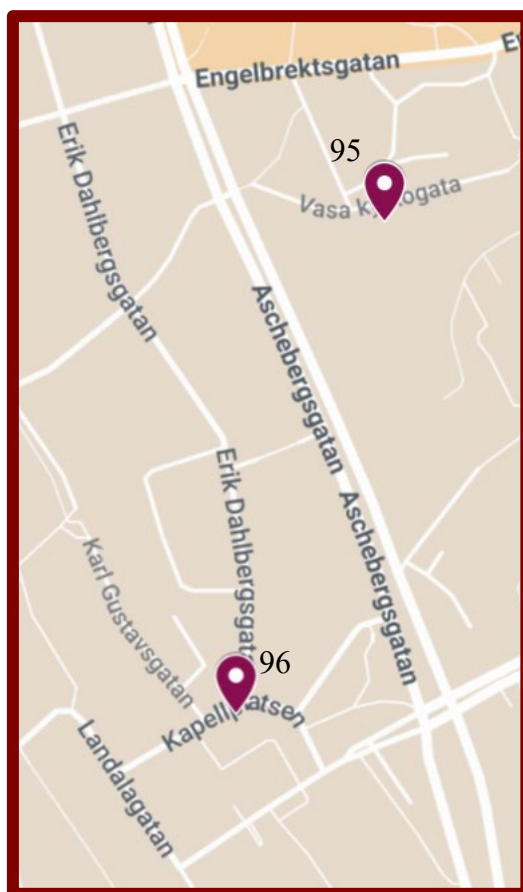 Engelbrektsgatan
95
Erik Dahlbergsgatan
Aschebergsgatan
Erik Dahlbergsgat
Aschebergsgatan
Karl Gustavsgatan
96
Landalagatan